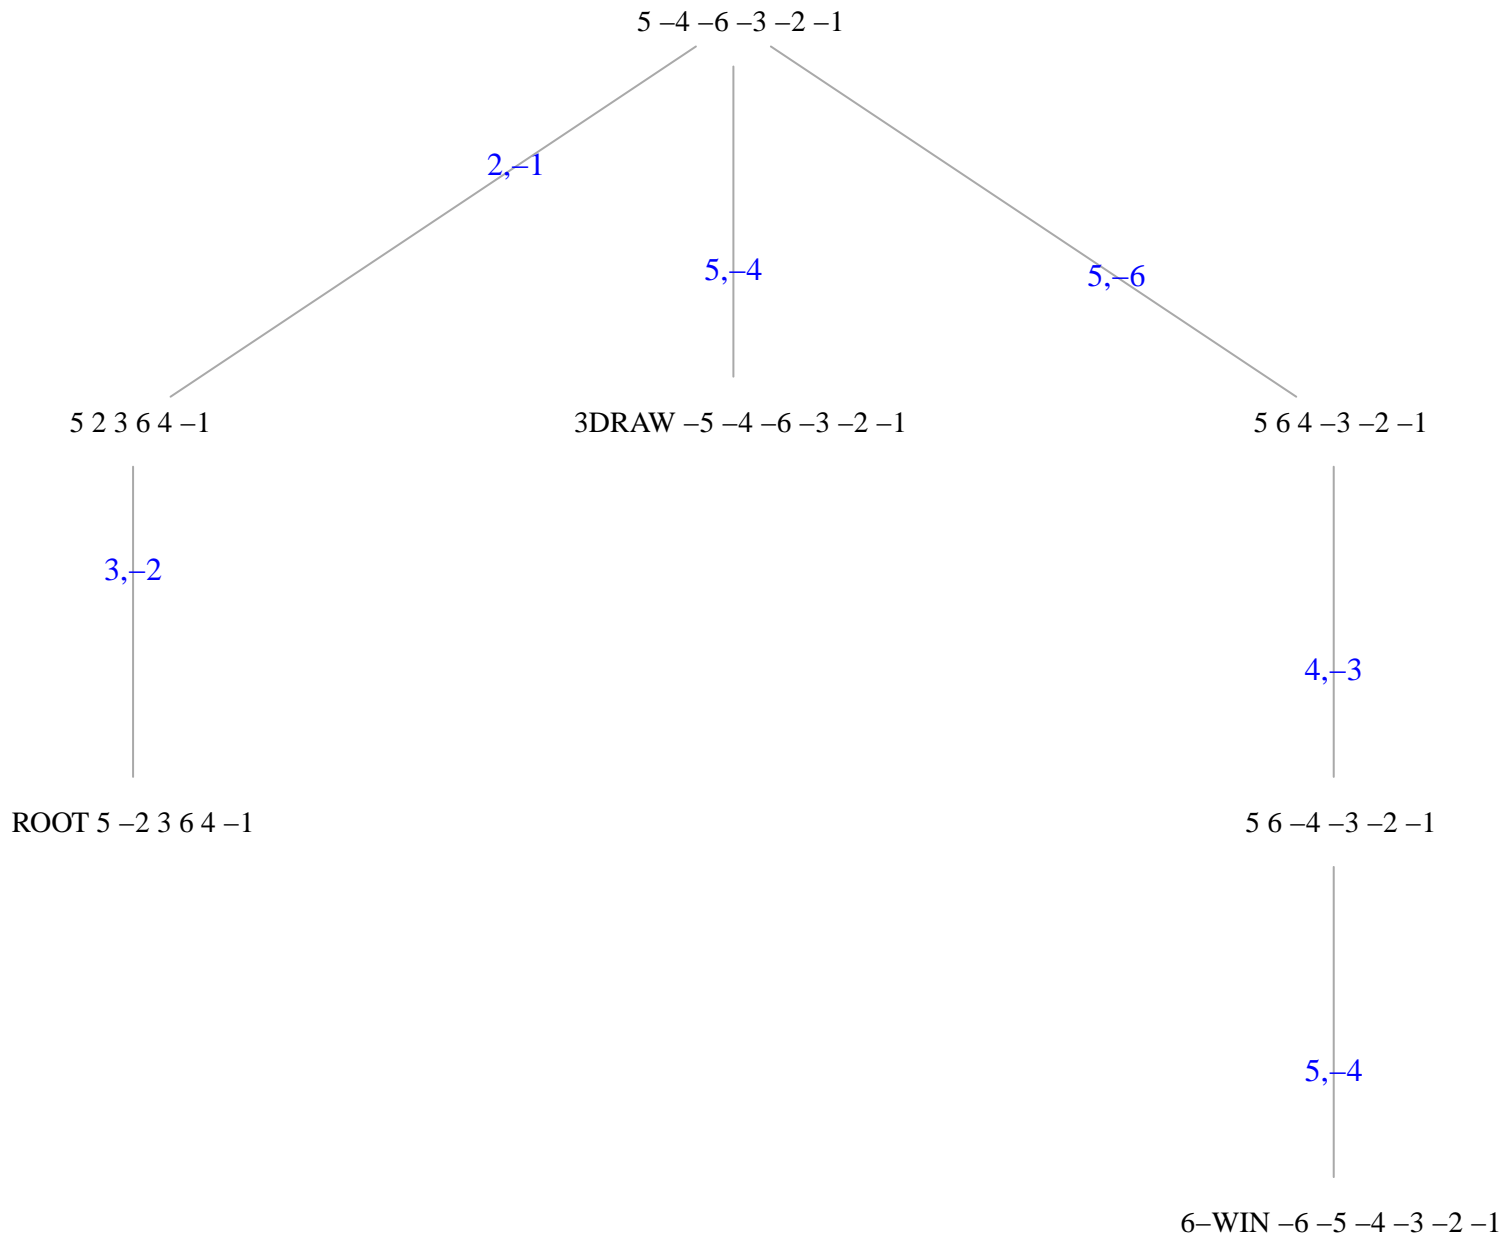 5 –4 –6 –3 –2 –1
2,–1
5,–4
5,–6
5 2 3 6 4 –1
3DRAW –5 –4 –6 –3 –2 –1
5 6 4 –3 –2 –1
3,–2
4,–3
ROOT 5 –2 3 6 4 –1
5 6 –4 –3 –2 –1
5,–4
6–WIN –6 –5 –4 –3 –2 –1